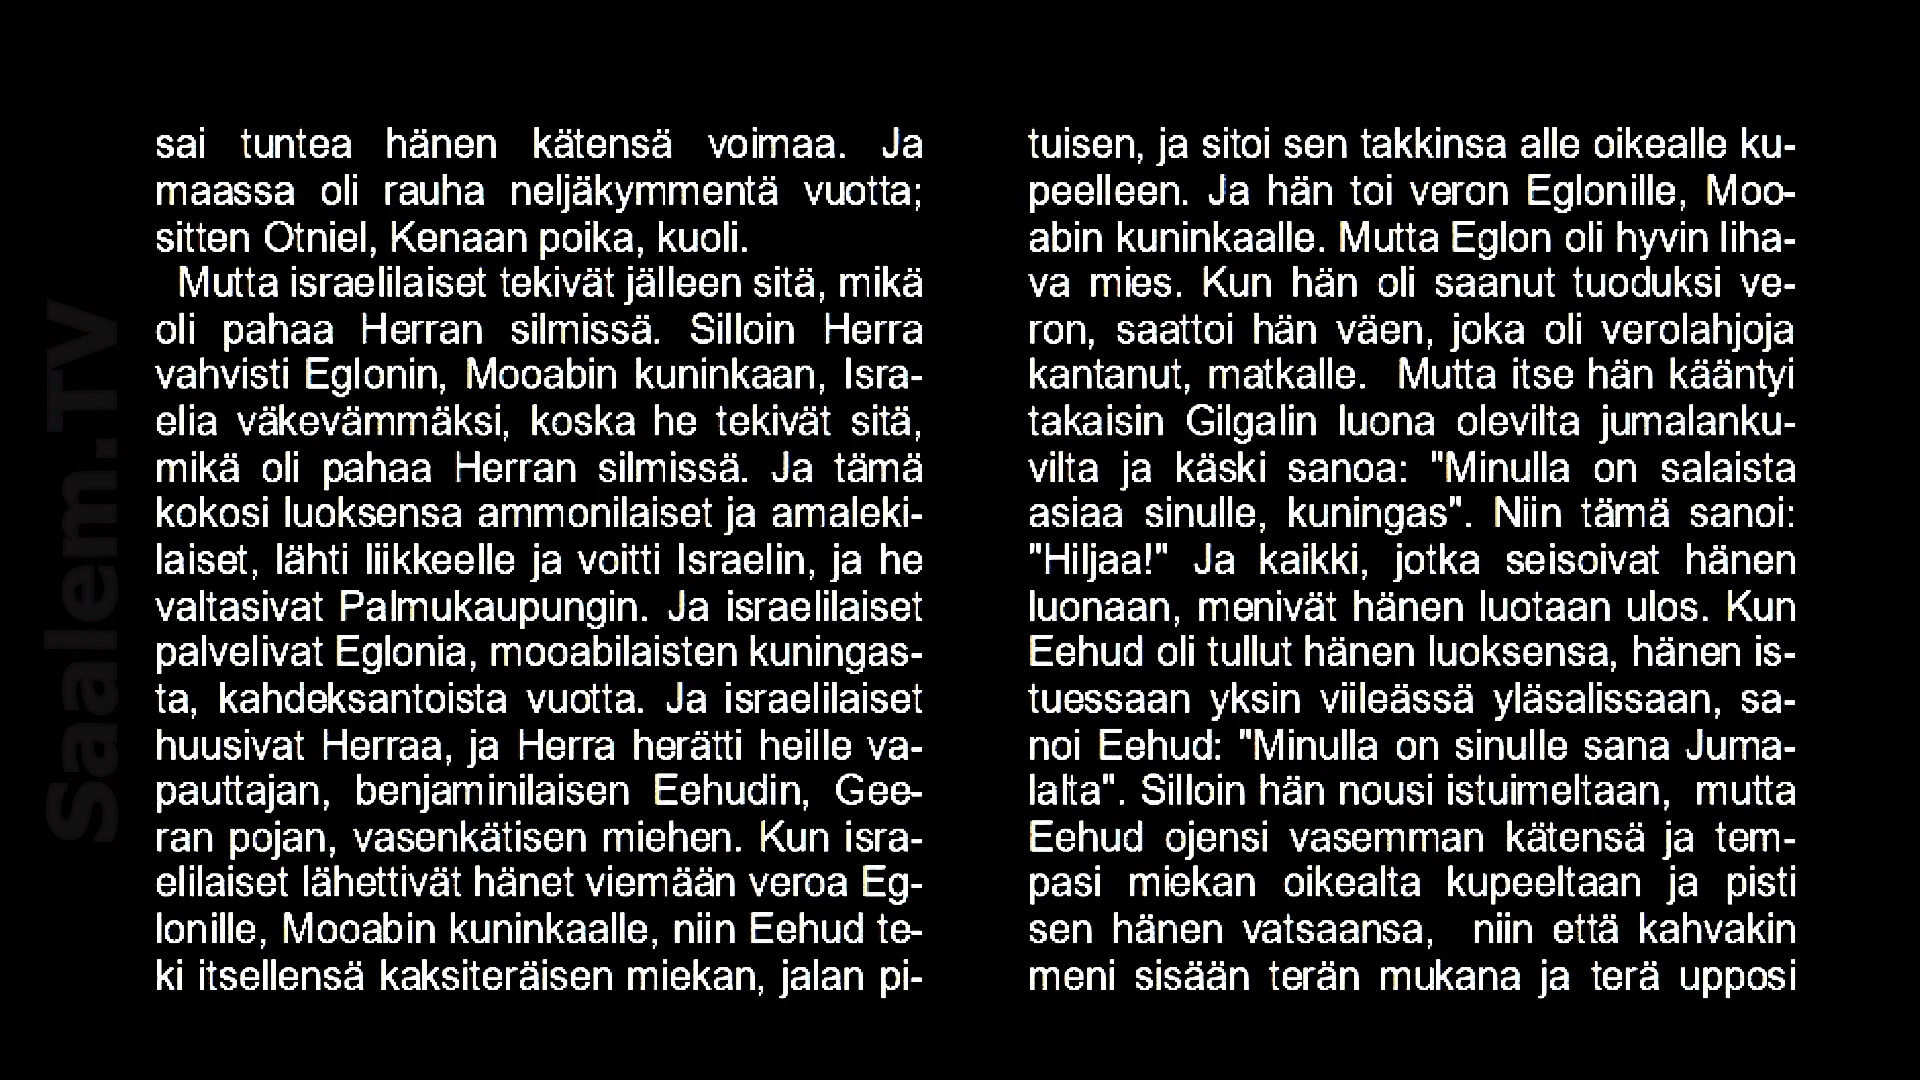 sai tuntea hänen kätensä voimaa. Ja
maassa oli rauha neljäkymmentä vuotta;
sitten Otniel, Kenaan poika, kuoli.
Mutta israelilaiset tekivät jälleen sitä, mikä
oli pahaa Herran silmissä. Silloin Herra
vahvisti Eglonin, Mooabin kuninkaan, Isra-
elia väkevämmäksi, koska he tekivät sitä,
mikä oli pahaa Herran silmissä. Ja tämä
kokosi luoksensa ammonilaiset ja amaleki-
laiset, lähti liikkeelle ja voitti Israelin, ja he
valtasivat Palmukaupungin. Ja israelilaiset
palvelivat Eglonia, mooabilaisten kuningas-
ta, kahdeksantoista vuotta. Ja israelilaiset
huusivat Herraa, ja Herra herätti heille va-
pauttajan, benjaminilaisen Eehudin, Gee-
ran pojan, vasenkätisen miehen. Kun isra-
elilaiset lähettivät hänet viemään veroa Eg-
lonille, Mooabin kuninkaalle, niin Eehud te-
ki itsellensä kaksiteräisen miekan, jalan pi-
tuisen, ja sitoi sen takkinsa alle oikealle ku-
peelleen. Ja hän toi veron Eglonille, Moo-
abin kuninkaalle. Mutta Eglon oli hyvin liha-
va mies. Kun hän oli saanut tuoduksi ve-
ron, saattoi hän väen, joka oli verolahjoja
kantanut, matkalle. Mutta itse hän kääntyi
takaisin Gilgalin luona olevilta jumalanku-
vilta ja käski sanoa: "Minulla on salaista
asiaa sinulle, kuningas". Niin tämä sanoi:
"Hiljaa!" Ja kaikki, jotka seisoivat hänen
luonaan, menivät hänen luotaan ulos. Kun
Eehud oli tullut hänen luoksensa, hänen is-
tuessaan yksin viileässä yläsalissaan, sa-
noi Eehud: "Minulla on sinulle sana Juma-
lalta". Silloin hän nousi istuimeltaan, mutta
Eehud ojensi vasemman kätensä ja tem-
pasi miekan oikealta kupeeltaan ja pisti
sen hänen vatsaansa, niin että kahvakin
meni sisään terän mukana ja terä upposi
Saalem.TV